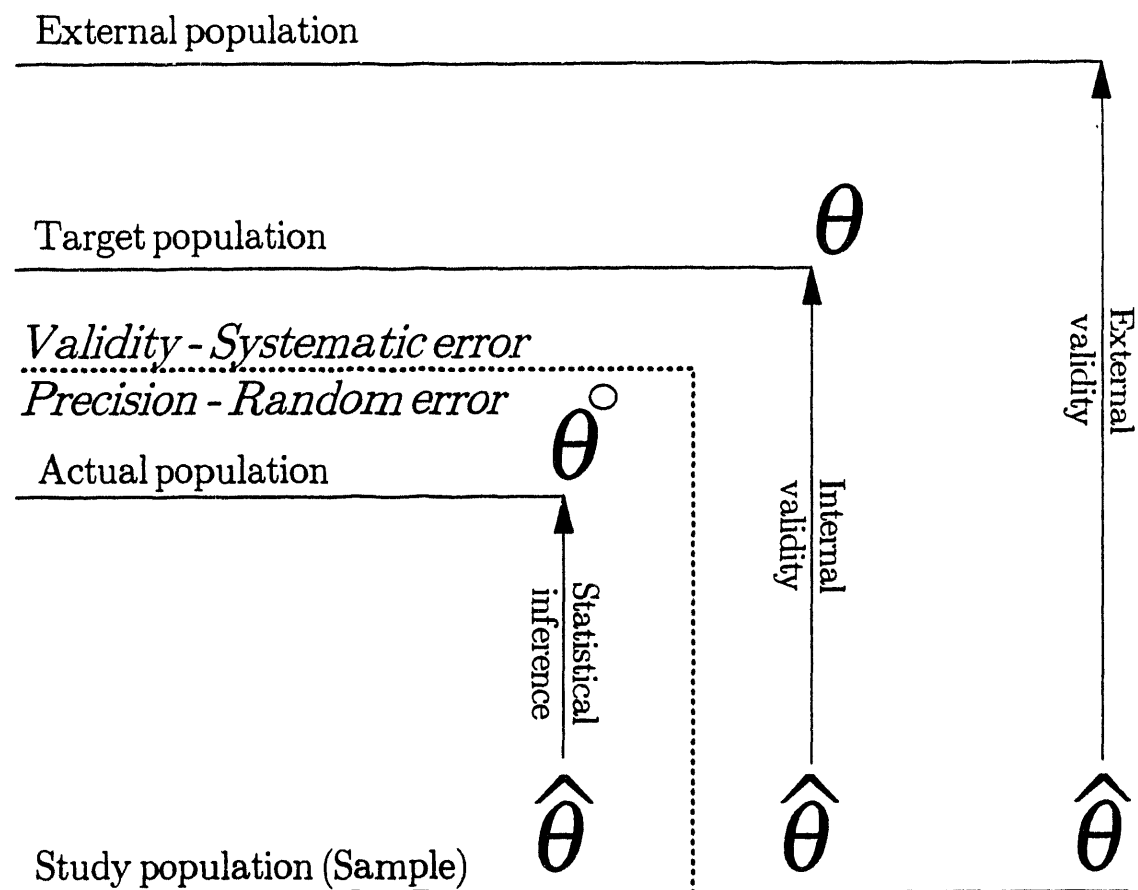 External population
θ
Target population
External
validity
Validity - Systematic error
Precision - Random error
θ°
Actual population
Internal
validity
Statistical
inference
θ̂
θ̂
θ̂
Study population (Sample)